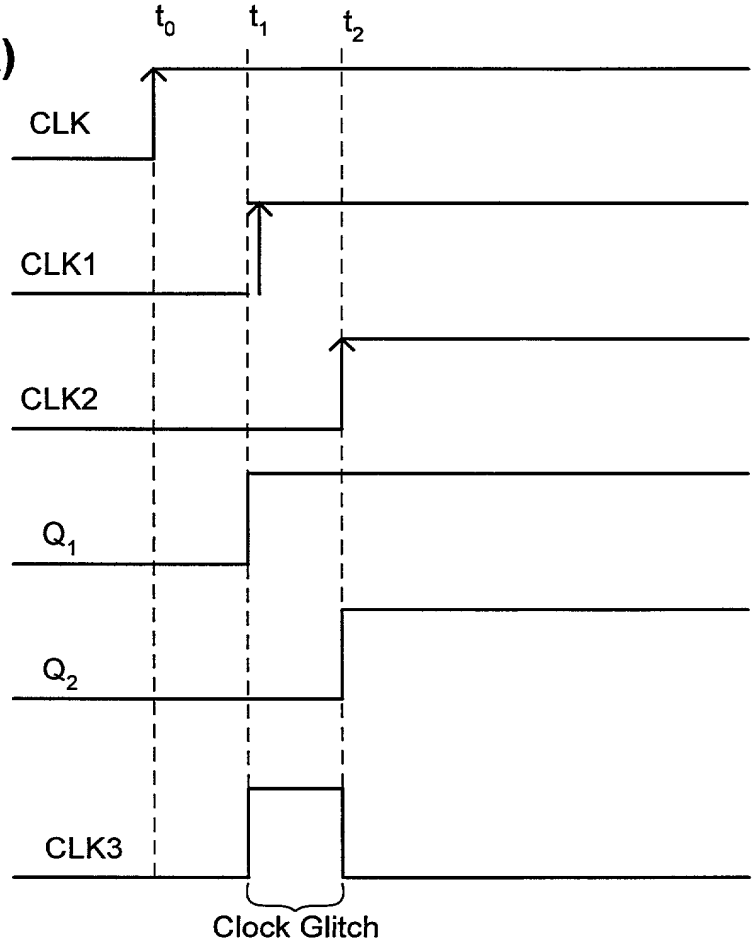 t₀ t₁ t₂
)
CLK
CLK1
CLK2
Q₁
Q₂
CLK3
Clock Glitch